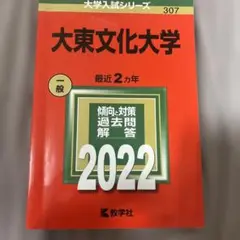 大学入試シリーズ
307
大東文化大学
一般
最近2カ年
傾向と対策
過去問
解答
2022
教学社